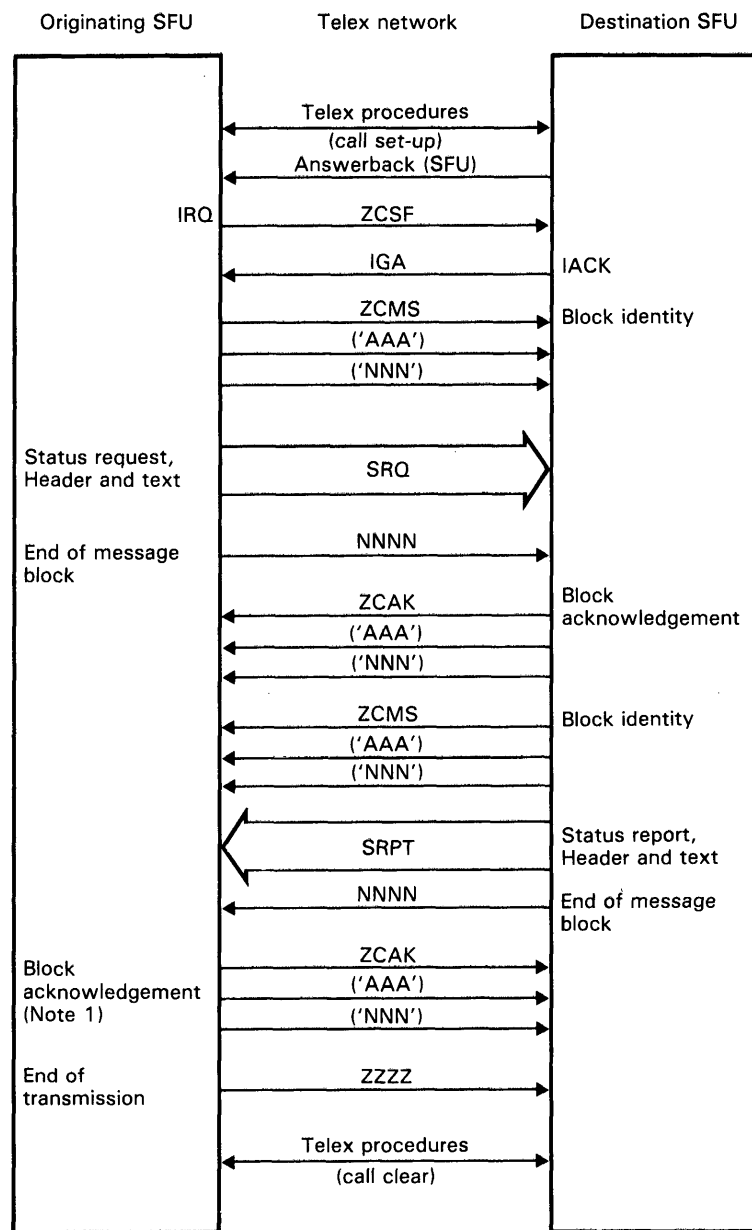 Originating SFU Telex network Destination SFU
Telex procedures
(call set-up)
Answerback (SFU)
IRQ ZCSF
IGA IACK
ZCMS Block identity
('AAA')
('NNN')
Status request,
Header and text
SRQ
End of message
block
NNNN
ZCAK
Block
acknowledgement
('AAA')
('NNN')
ZCMS Block identity
('AAA')
('NNN')
SRPT
Status report,
Header and text
NNNN
End of message
block
Block
acknowledgement
(Note 1)
ZCAK
('AAA')
('NNN')
End of
transmission
ZZZZ
Telex procedures
(call clear)